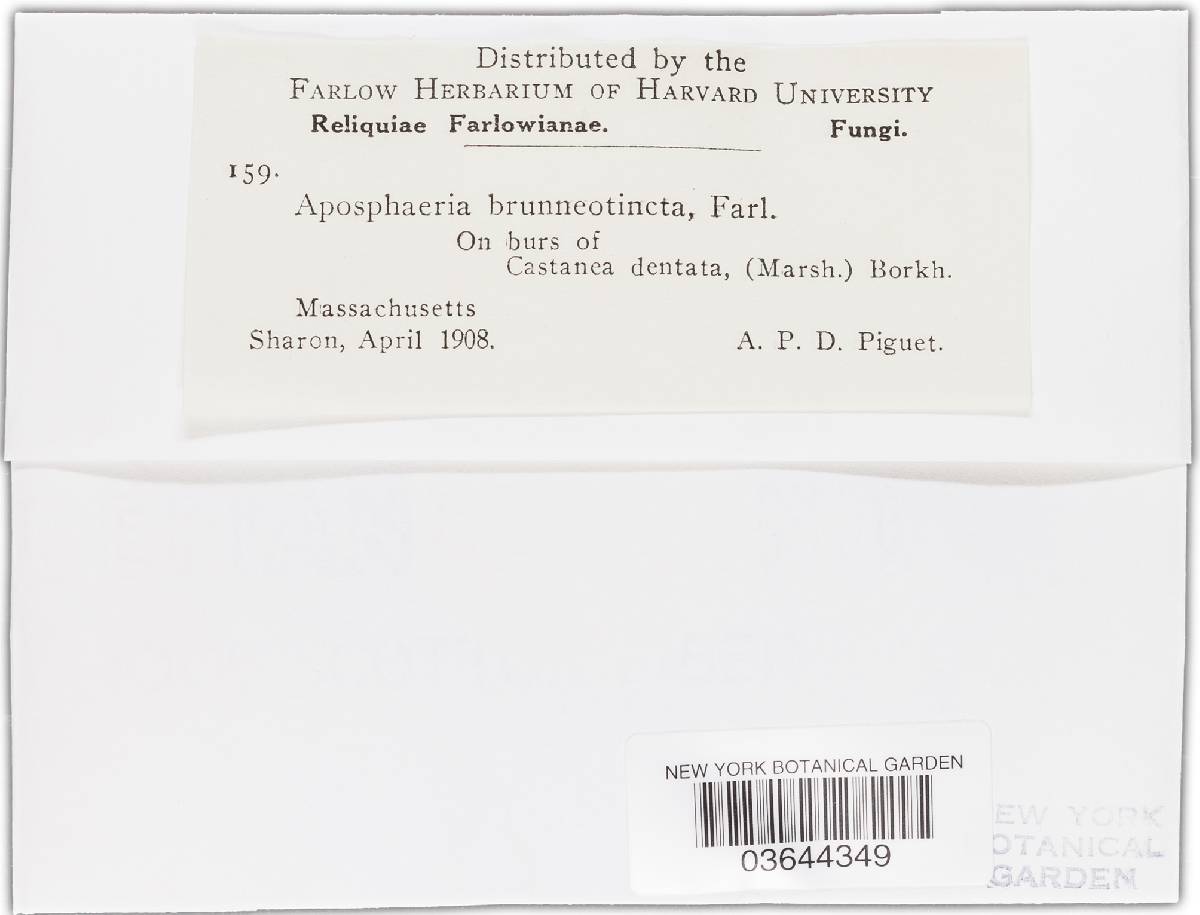 Distributed by the
FARLOW HERBARIUM OF HARVARD UNIVERSITY
Reliquiae Farlowianae. Fungi.
159.
Aposphaeria brunneotincta, Farl.
On burs of
Castanea dentata, (Marsh.) Borkh.
Massachusetts
Sharon, April 1908. A. P. D. Piguet.
NEW YORK BOTANICAL GARDEN
03644349
EW YORK
OTANICAL
GARDEN